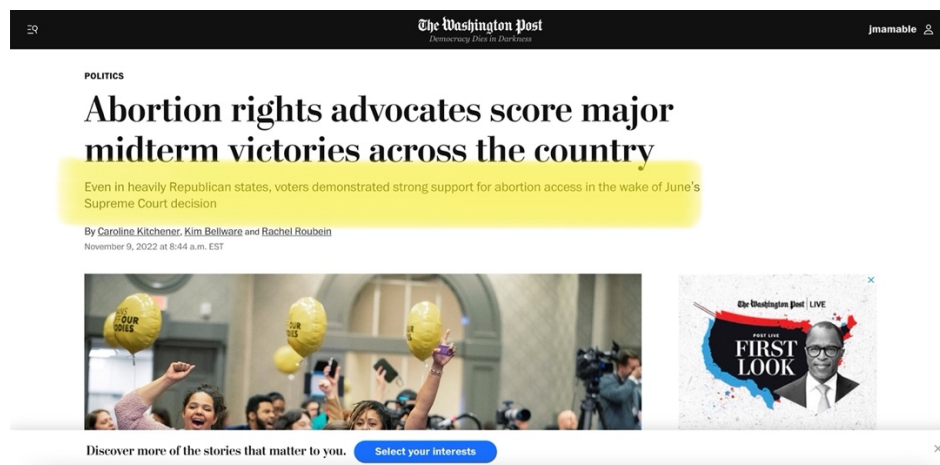 The Washington Post
Democracy Dies in Darkness
jmamable
POLITICS
Abortion rights advocates score major
midterm victories across the country
Even in heavily Republican states, voters demonstrated strong support for abortion access in the wake of June's
Supreme Court decision
By Caroline Kitchener, Kim Bellware and Rachel Roubein
November 9, 2022 at 8:44 a.m. EST
OUR
OUR
The Washington Post LIVE
POST LIVE
FIRST
LOOK
Discover more of the stories that matter to you.
Select your interests